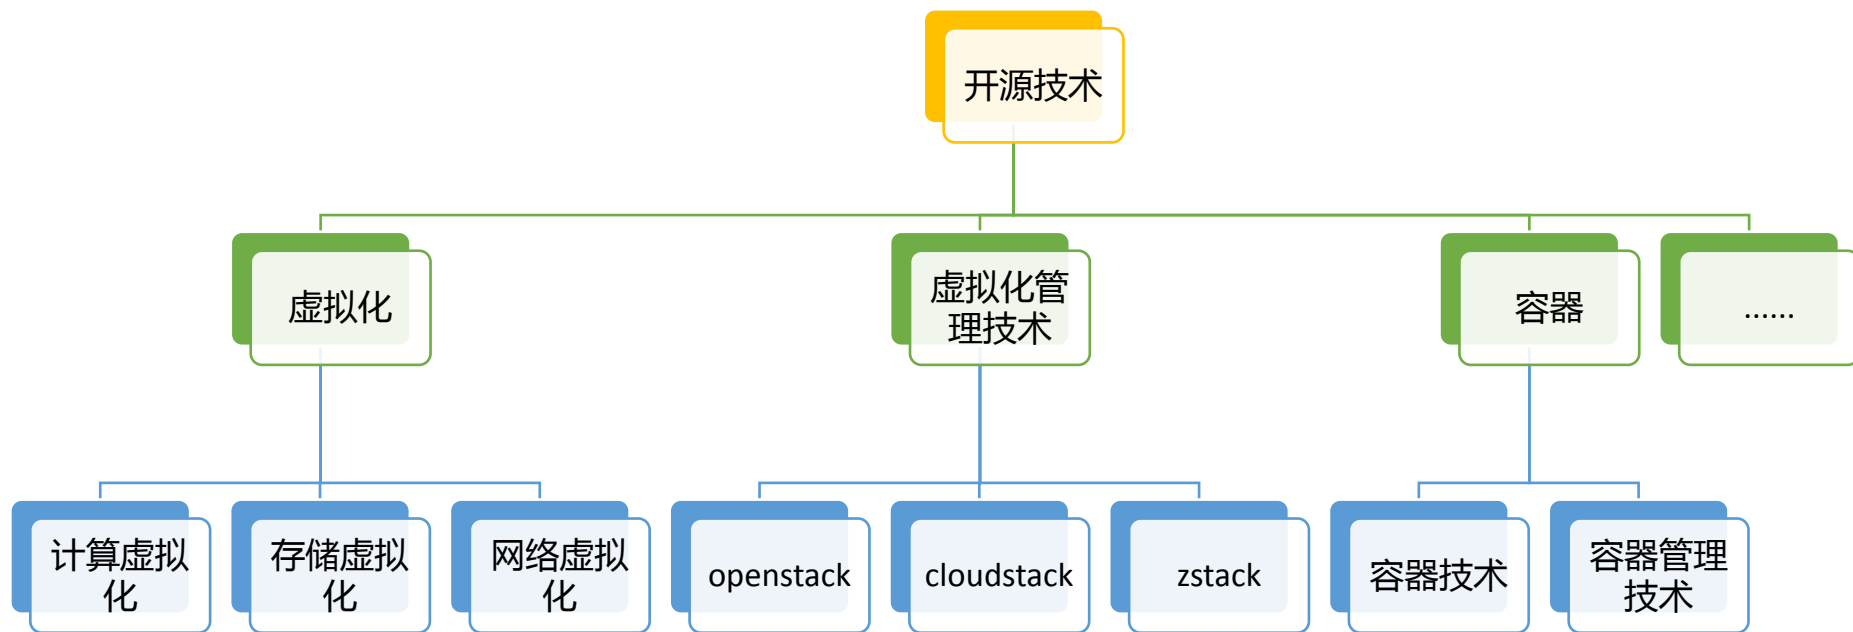 开源技术
虚拟化
虚拟化管
理技术
容器
......
计算虚拟
化
存储虚拟
化
网络虚拟
化
openstack
cloudstack
zstack
容器技术
容器管理
技术